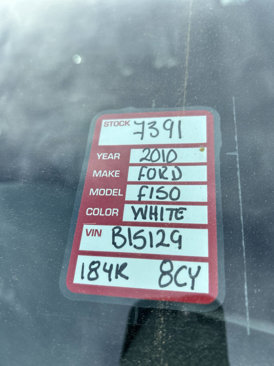 STOCK 7391
YEAR 2010
MAKE FORD
MODEL F150
COLOR WHITE
VIN B15129
184K 8CY